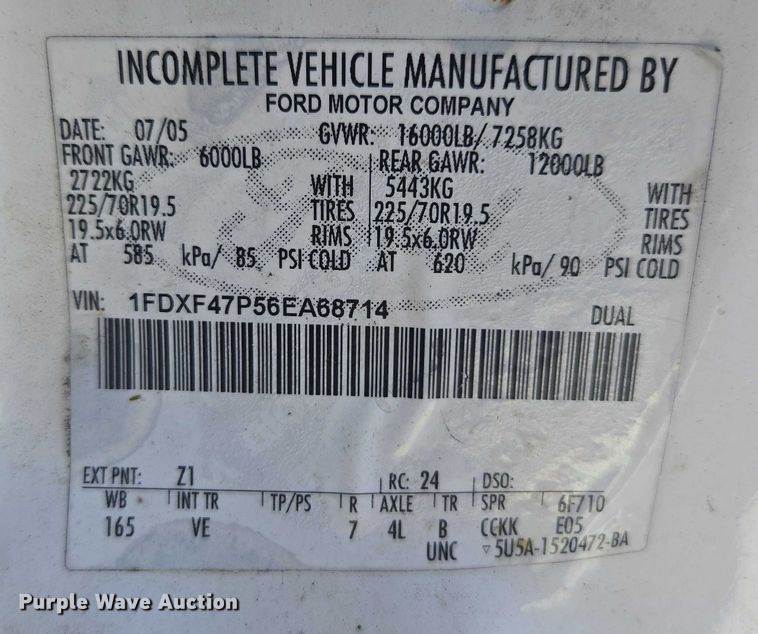 INCOMPLETE VEHICLE MANUFACTURED BY
FORD MOTOR COMPANY
DATE: 07/05 GVWR: 16000LB/ 7258KG
FRONT GAWR: 6000LB REAR GAWR: 12000LB
2722KG WITH 5443KG WITH
225/70R19.5 TIRES 225/70R19.5 TIRES
19.5x6.0RW RIMS 19.5x6.0RW RIMS
AT 585 kPa/ 85 PSI COLD AT 620 kPa/ 90 PSI COLD
VIN: 1FDXF47P56EA68714 DUAL
EXT PNT: Z1 RC: 24 DSO:
WB INT TR TP/PS R AXLE TR SPR 6F710
165 VE 7 4L B CCKK E05
UNC ▿5U5A-1520472-BA
Purple Wave Auction